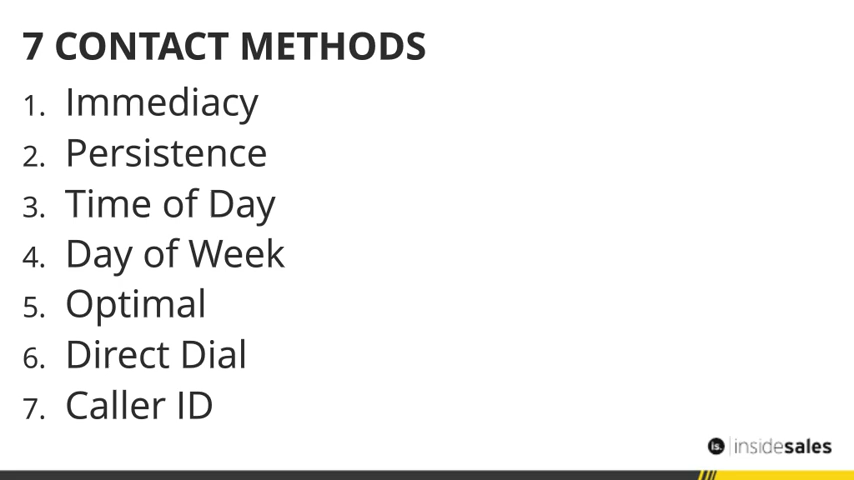 7 CONTACT METHODS
1. Immediacy
2. Persistence
3. Time of Day
4. Day of Week
5. Optimal
6. Direct Dial
7. Caller ID
is. insidesales